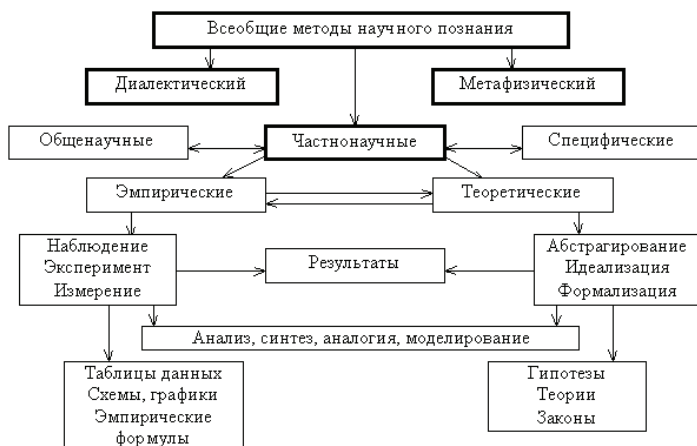 Всеобщие методы научного познания
Диалектический
Метафизический
Общенаучные
Частнонаучные
Специфические
Эмпирические
Теоретические
Наблюдение
Эксперимент
Измерение
Результаты
Абстрагирование
Идеализация
Формализация
Анализ, синтез, аналогия, моделирование
Таблицы данных
Схемы, графики
Эмпирические
формулы
Гипотезы
Теории
Законы